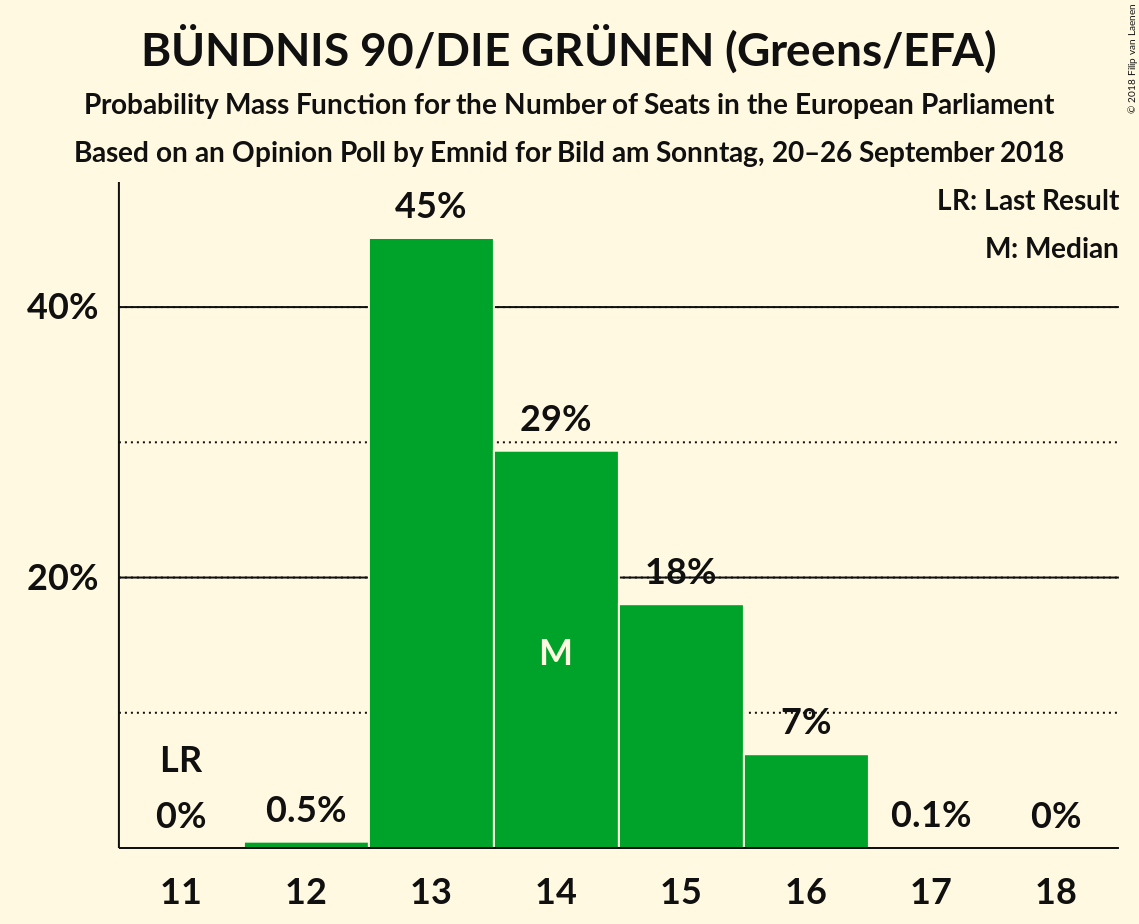 BÜNDNIS 90/DIE GRÜNEN (Greens/EFA)
Probability Mass Function for the Number of Seats in the European Parliament
Based on an Opinion Poll by Emnid for Bild am Sonntag, 20–26 September 2018
LR: Last Result
M: Median
45%
40%
29%
20%
18%
M
7%
LR
0%
0.5%
0.1%
0%
11 12 13 14 15 16 17 18
© 2018 Filip van Laenen